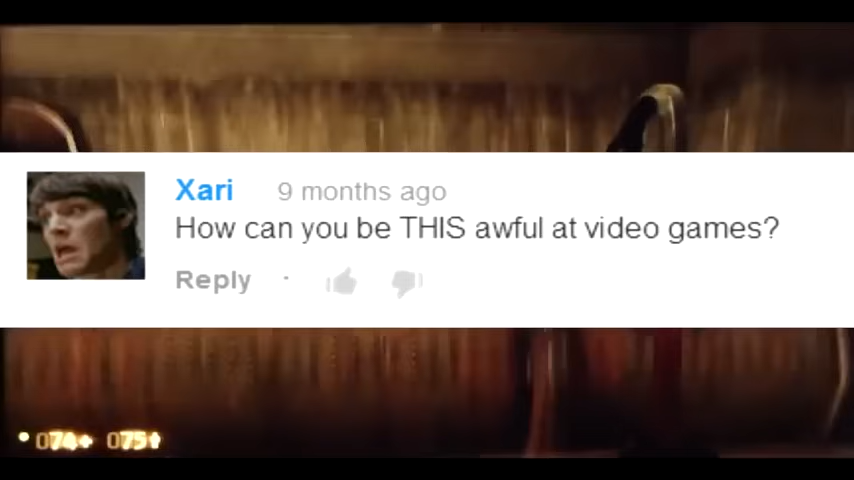 Xari 9 months ago
How can you be THIS awful at video games?
Reply ·
074+ 075